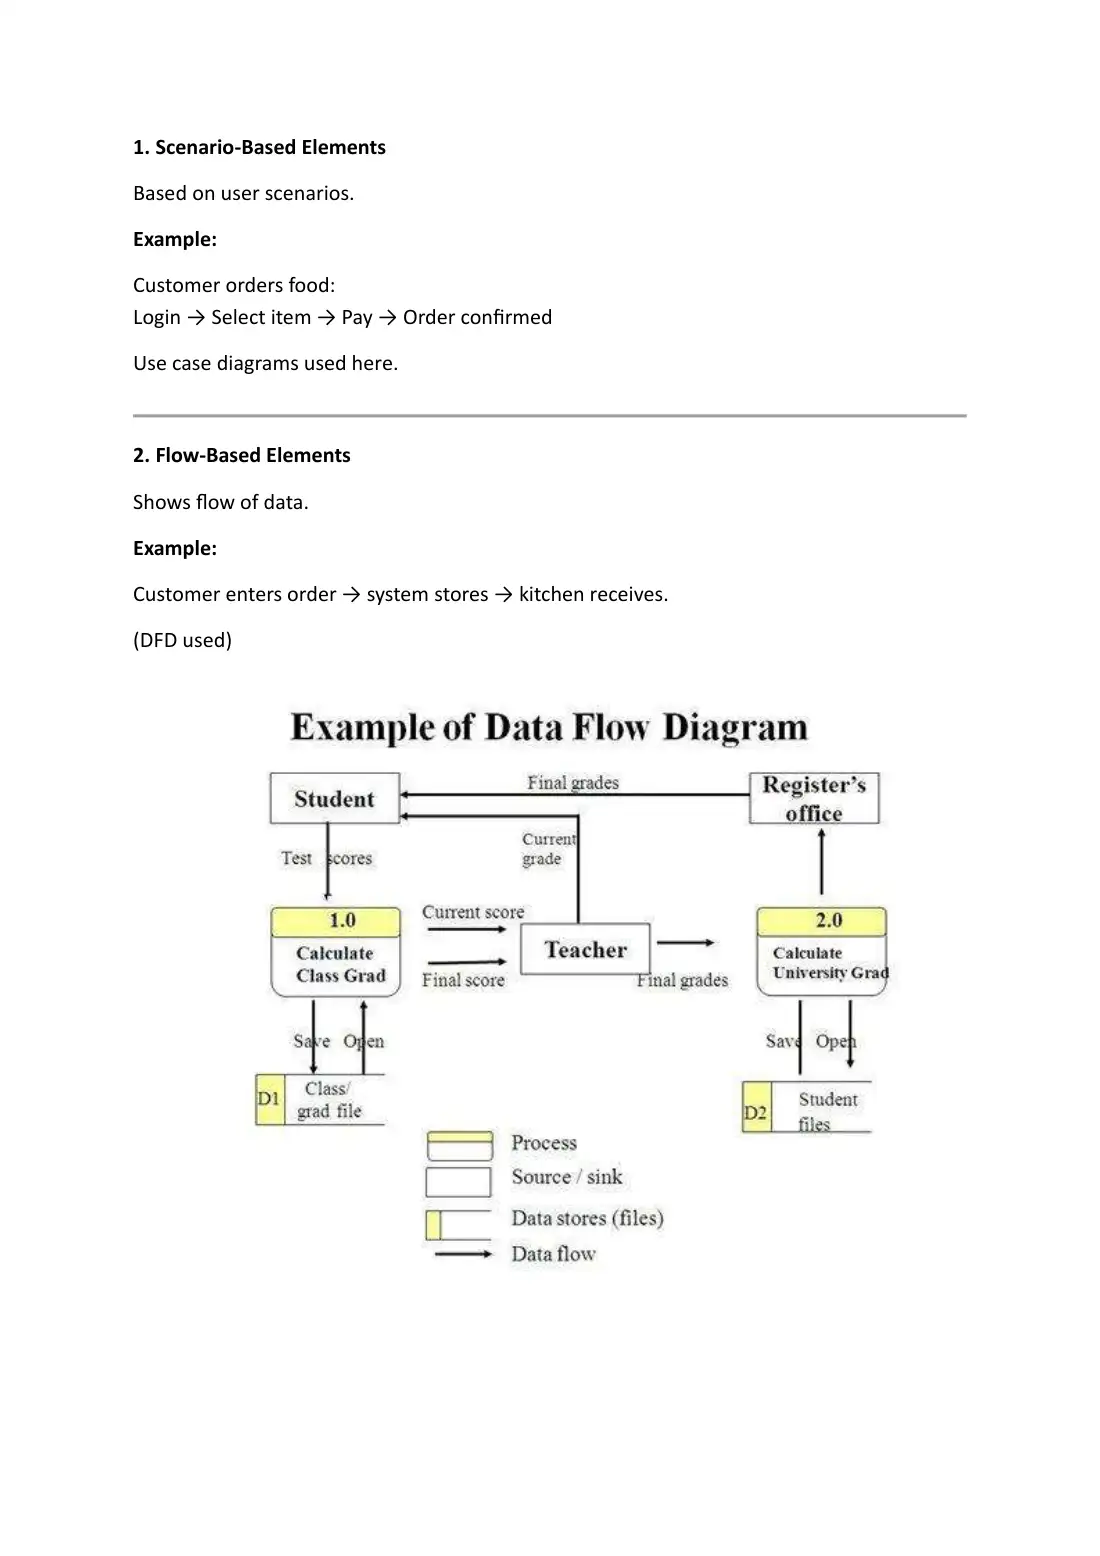 1. Scenario-Based Elements
Based on user scenarios.
Example:
Customer orders food:
Login → Select item → Pay → Order confirmed
Use case diagrams used here.
2. Flow-Based Elements
Shows flow of data.
Example:
Customer enters order → system stores → kitchen receives.
(DFD used)
Example of Data Flow Diagram
Student
Final grades
Register's
office
Test scores
Current
grade
1.0
Calculate
Class Grad
Current score
Final score
Teacher
Final grades
2.0
Calculate
University Grad
Save Open
Save Open
D1
Class/
grad file
D2
Student
files
Process
Source / sink
Data stores (files)
Data flow